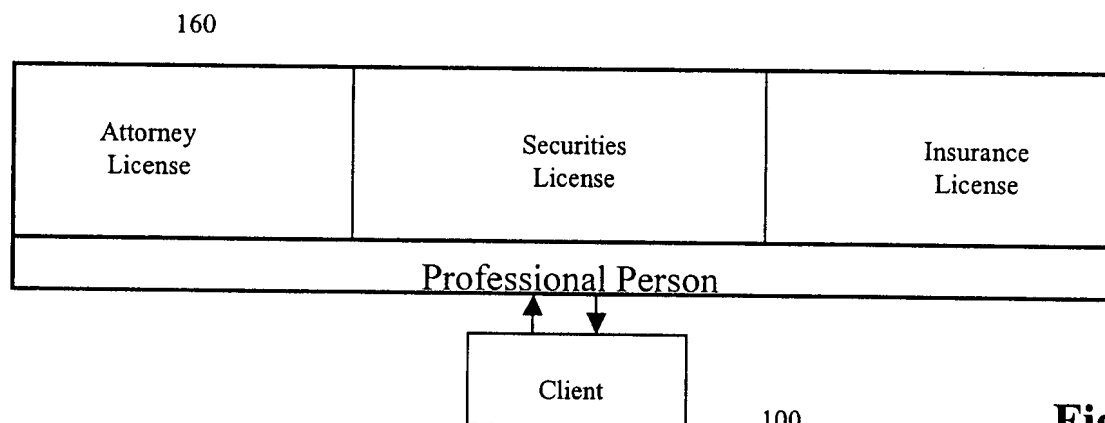 160
Attorney
License
Securities
License
Insurance
License
Professional Person
Client
100